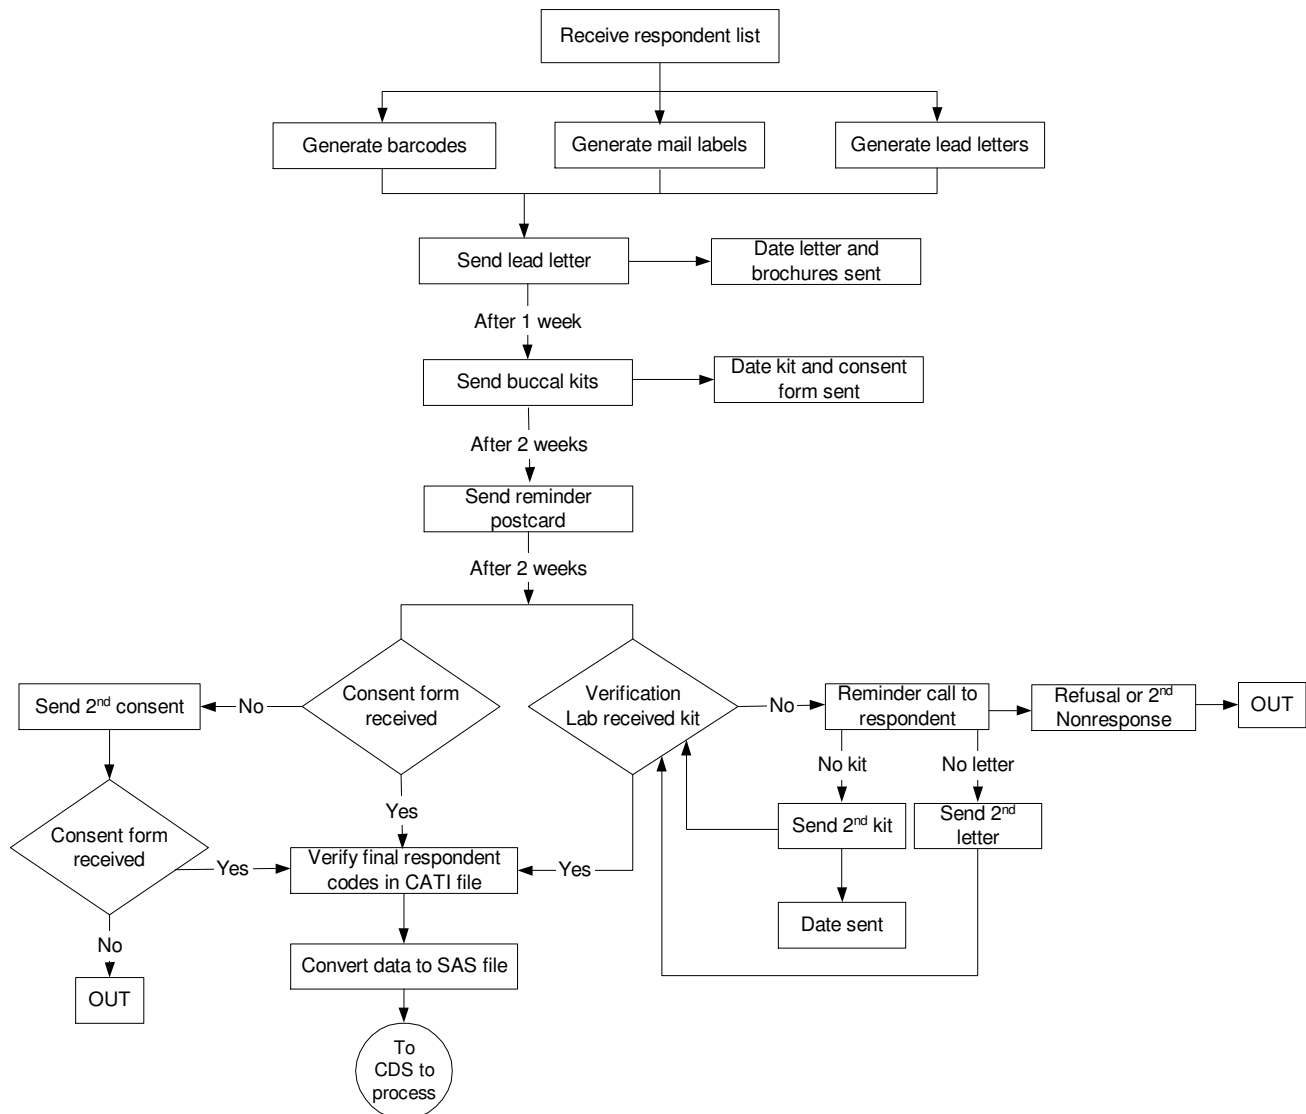 Receive respondent list
Generate barcodes
Generate mail labels
Generate lead letters
Send lead letter
Date letter and
brochures sent
After 1 week
Send buccal kits
Date kit and consent
form sent
After 2 weeks
Send reminder
postcard
After 2 weeks
Consent form
received
Verification
Lab received kit
No
Send 2nd consent
No
Reminder call to
respondent
Refusal or 2nd
Nonresponse
OUT
No kit
No letter
Yes
Send 2nd kit
Send 2nd
letter
Consent form
received
Yes
Verify final respondent
codes in CATI file
Yes
Date sent
No
Convert data to SAS file
OUT
To
CDS to
process